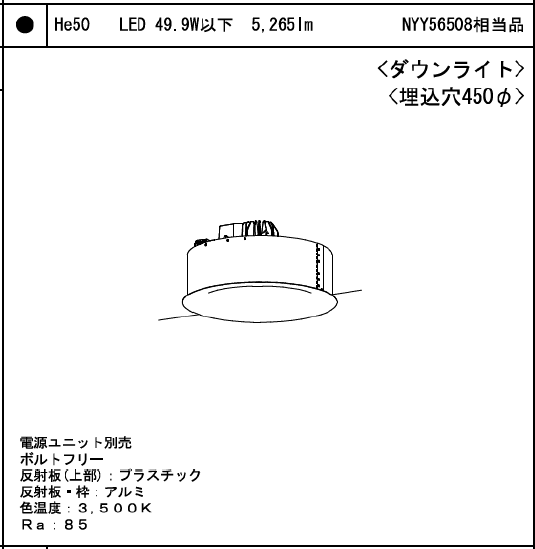 ● He50 LED 49.9W以下 5,265lm NYY56508相当品
<ダウンライト>
<埋込穴450φ>
電源ユニット別売
ボルトフリー
反射板(上部)：プラスチック
反射板・枠：アルミ
色温度：3,500K
Ra：85